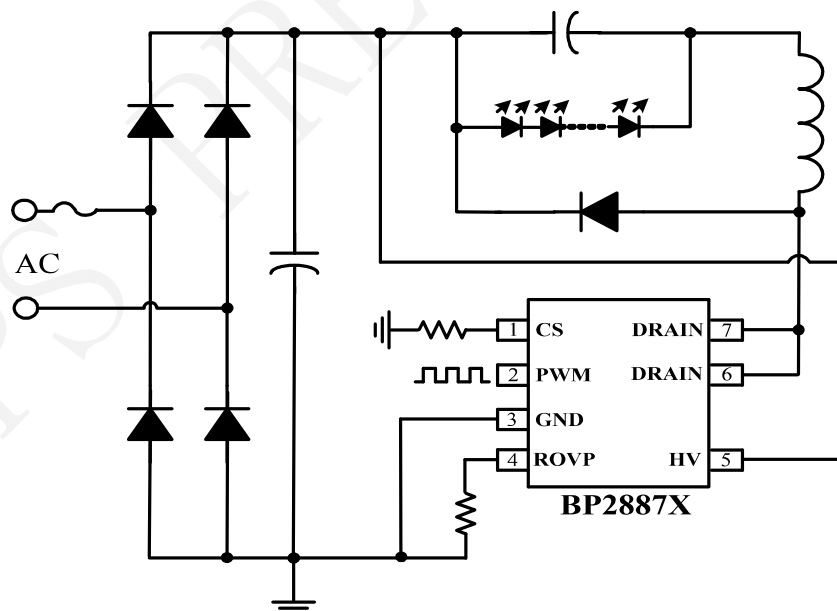 AC
1 CS DRAIN 7
2 PWM DRAIN 6
3 GND
4 ROVP HV 5
BP2887X